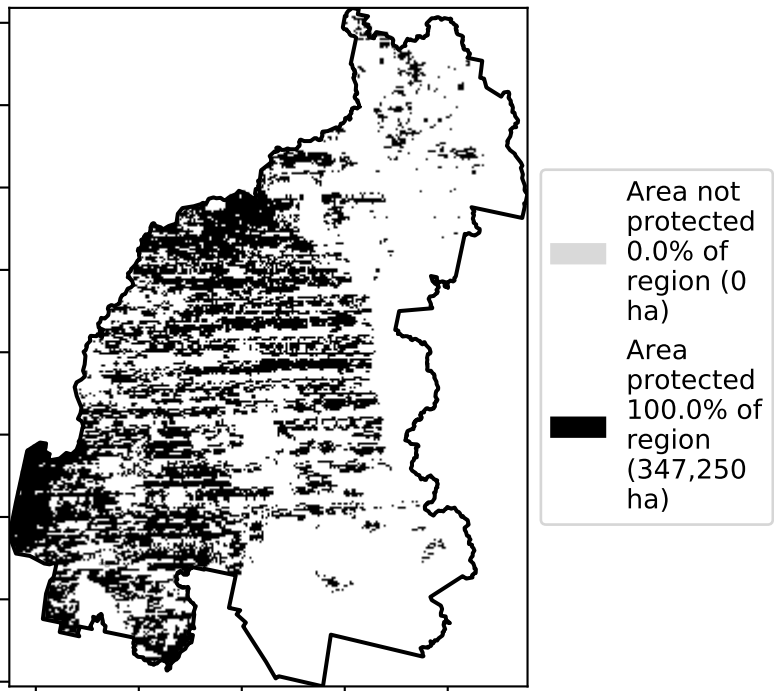 Area not
protected
0.0% of
region (0
ha)
Area
protected
100.0% of
region
(347,250
ha)